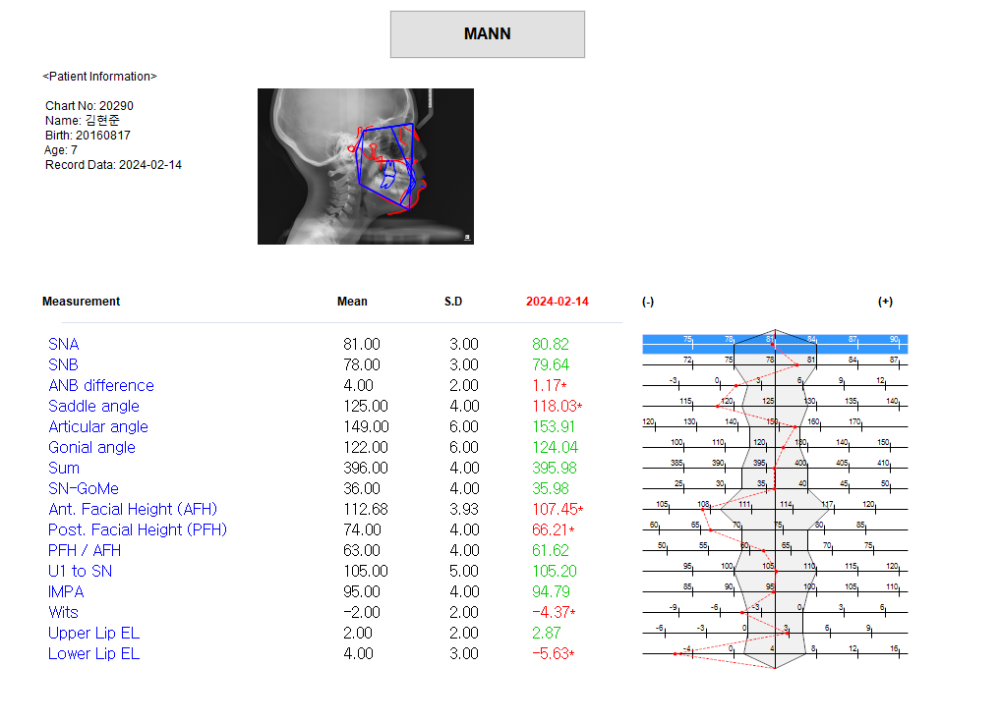 MANN
<Patient Information>
Chart No: 20290
Name: 김현준
Birth: 20160817
Age: 7
Record Data: 2024-02-14
Measurement Mean S.D 2024-02-14 (-) (+)
SNA 81.00 3.00 80.82 75 78 81 84 87 90
SNB 78.00 3.00 79.64 72 75 78 81 84 87
ANB difference 4.00 2.00 1.17* -3 0 3 6 9 12
Saddle angle 125.00 4.00 118.03* 115 120 125 130 135 140
Articular angle 149.00 6.00 153.91 120 130 140 150 160 170
Gonial angle 122.00 6.00 124.04 100 110 120 130 140 150
Sum 396.00 4.00 395.98 385 390 395 400 405 410
SN-GoMe 36.00 4.00 35.98 25 30 35 40 45 50
Ant. Facial Height (AFH) 112.68 3.93 107.45* 105 108 111 114 117 120
Post. Facial Height (PFH) 74.00 4.00 66.21* 60 65 70 75 80 85
PFH / AFH 63.00 4.00 61.62 50 55 60 65 70 75
U1 to SN 105.00 5.00 105.20 95 100 105 110 115 120
IMPA 95.00 4.00 94.79 85 90 95 100 105 110
Wits -2.00 2.00 -4.37* -9 -6 -3 0 3 6
Upper Lip EL 2.00 2.00 2.87 -6 -3 0 3 6 9
Lower Lip EL 4.00 3.00 -5.63* -4 0 4 8 12 16